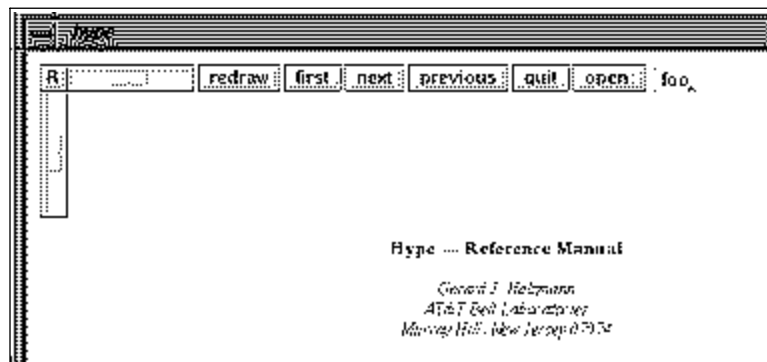 hype
R redraw first next previous quit open: foo
Hype — Reference Manual
Gerard J. Holzmann
AT&T Bell Laboratories
Murray Hill, New Jersey 07974